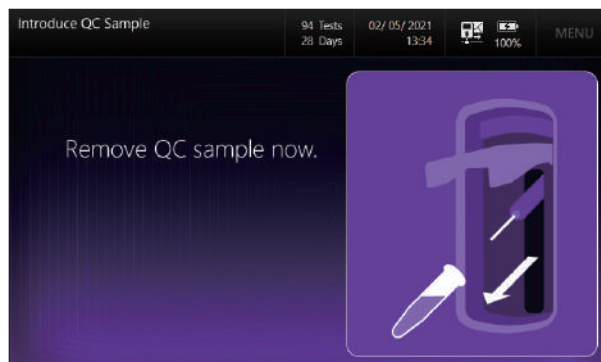 Introduce QC Sample
94 Tests
28 Days
02/05/2021
13:34
100%
MENU
Remove QC sample now.